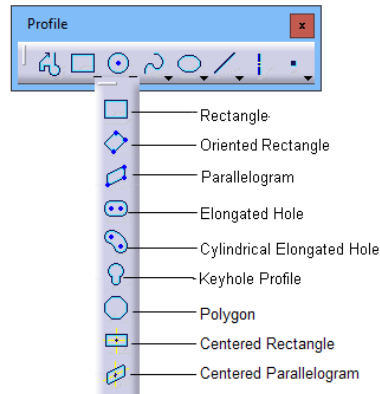 Profile
x
Rectangle
Oriented Rectangle
Parallelogram
Elongated Hole
Cylindrical Elongated Hole
Keyhole Profile
Polygon
Centered Rectangle
Centered Parallelogram